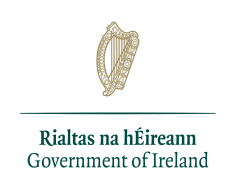 Rialtas na hÉireann
Government of Ireland